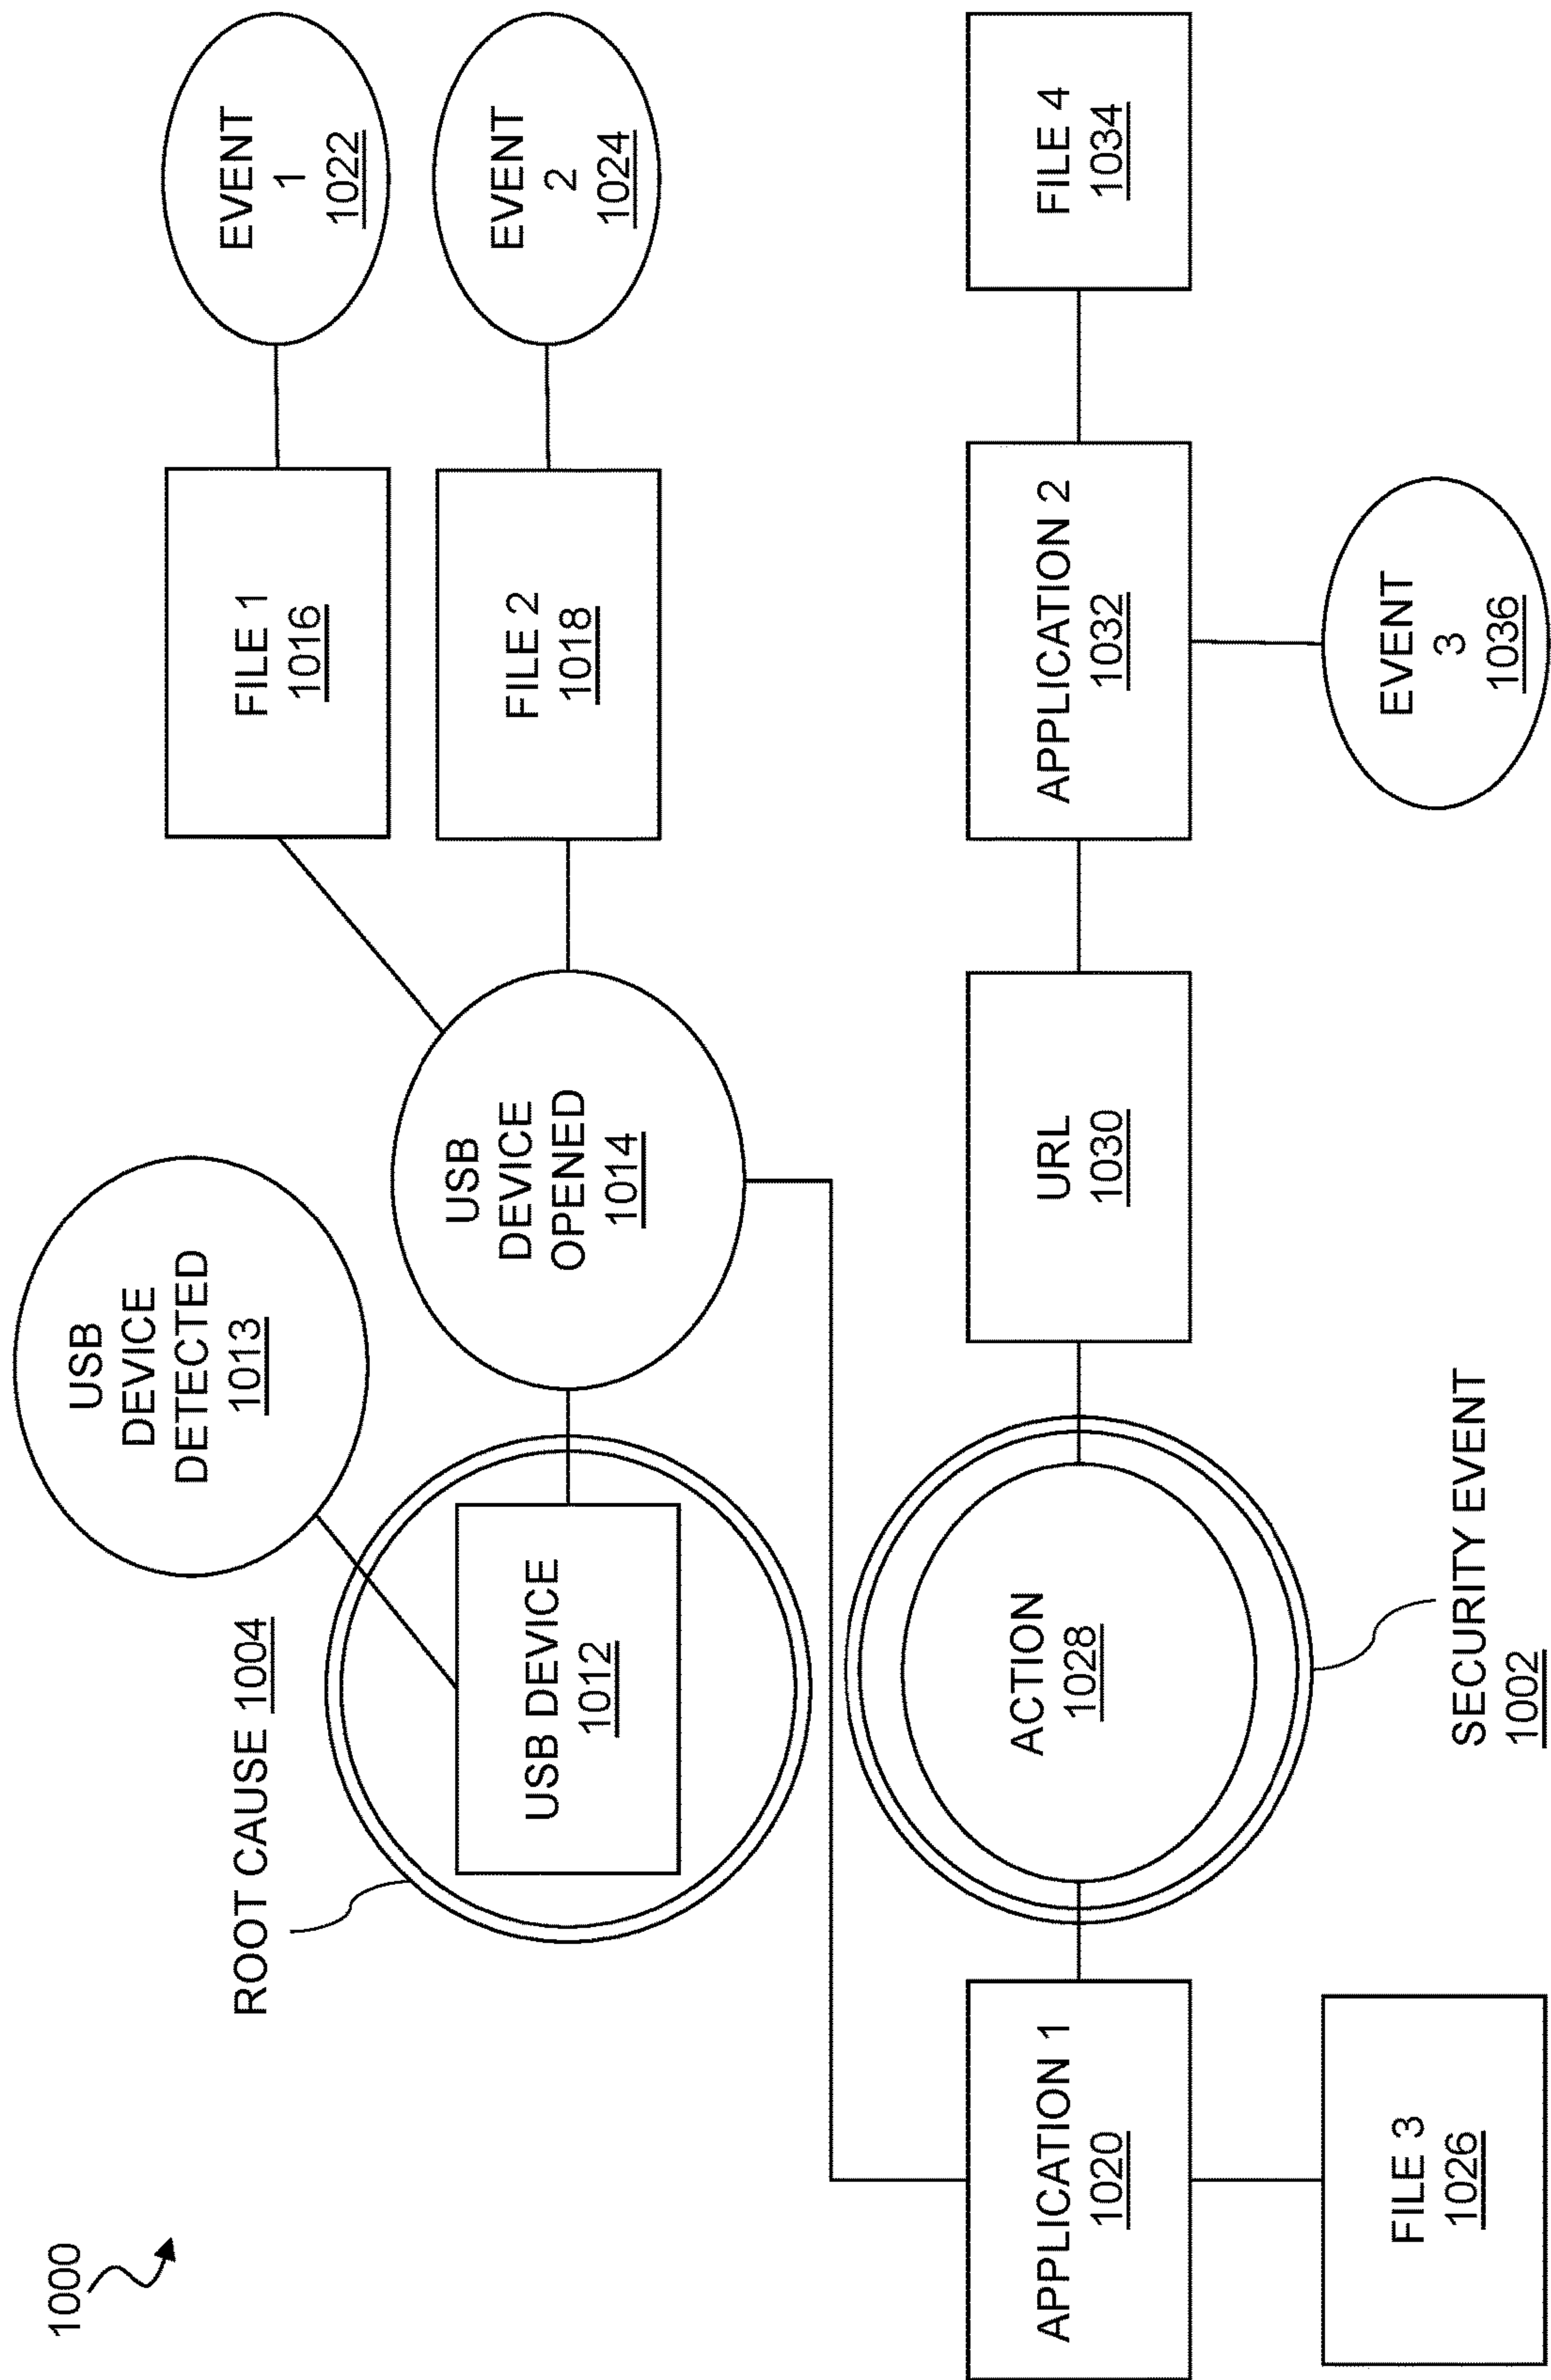 1000
USB
DEVICE
DETECTED
1013
ROOT CAUSE 1004
USB DEVICE
1012
USB
DEVICE
OPENED
1014
FILE 1
1016
EVENT
1
1022
FILE 2
1018
EVENT
2
1024
APPLICATION 1
1020
ACTION
1028
URL
1030
APPLICATION 2
1032
FILE 4
1034
FILE 3
1026
SECURITY EVENT
1002
EVENT
3
1036